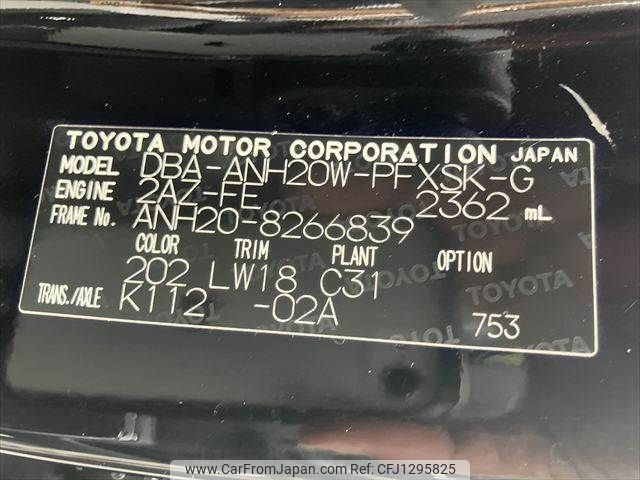 TOYOTA MOTOR CORPORATION JAPAN
MODEL DBA-ANH20W-PFXSK-G
ENGINE 2AZ-FE 2362 mL
FRAME No. ANH20-8266839
COLOR TRIM PLANT OPTION
202 LW18 C31
TRANS./AXLE K112 -02A
753
www.CarFromJapan.com | Ref No. CFJ1295825